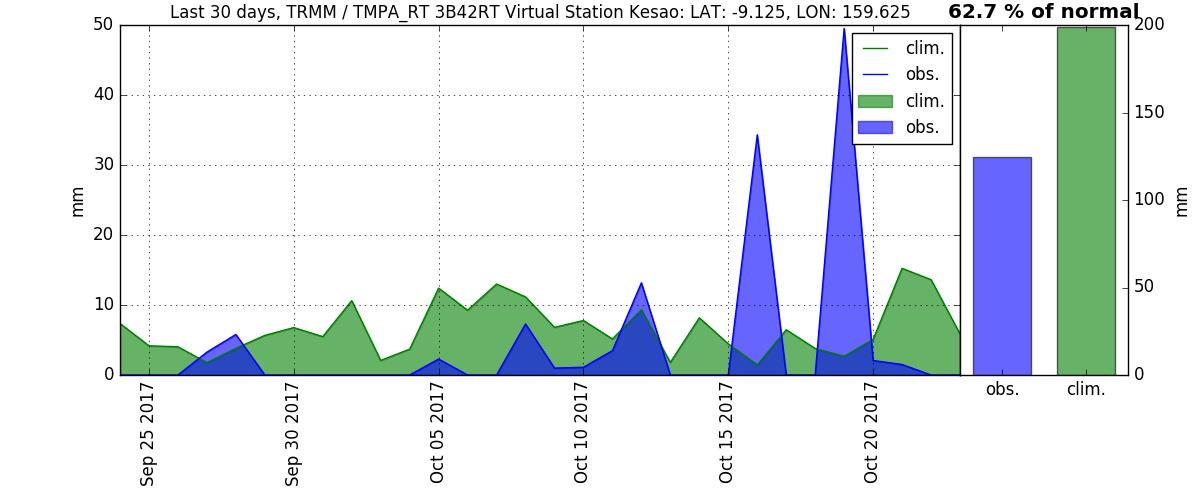 Last 30 days, TRMM / TMPA_RT 3B42RT Virtual Station Kesao: LAT: -9.125, LON: 159.625
62.7 % of normal
50
40
30
20
10
0
mm
clim.
obs.
clim.
obs.
200
150
100
50
0
mm
Sep 25 2017
Sep 30 2017
Oct 05 2017
Oct 10 2017
Oct 15 2017
Oct 20 2017
obs.
clim.